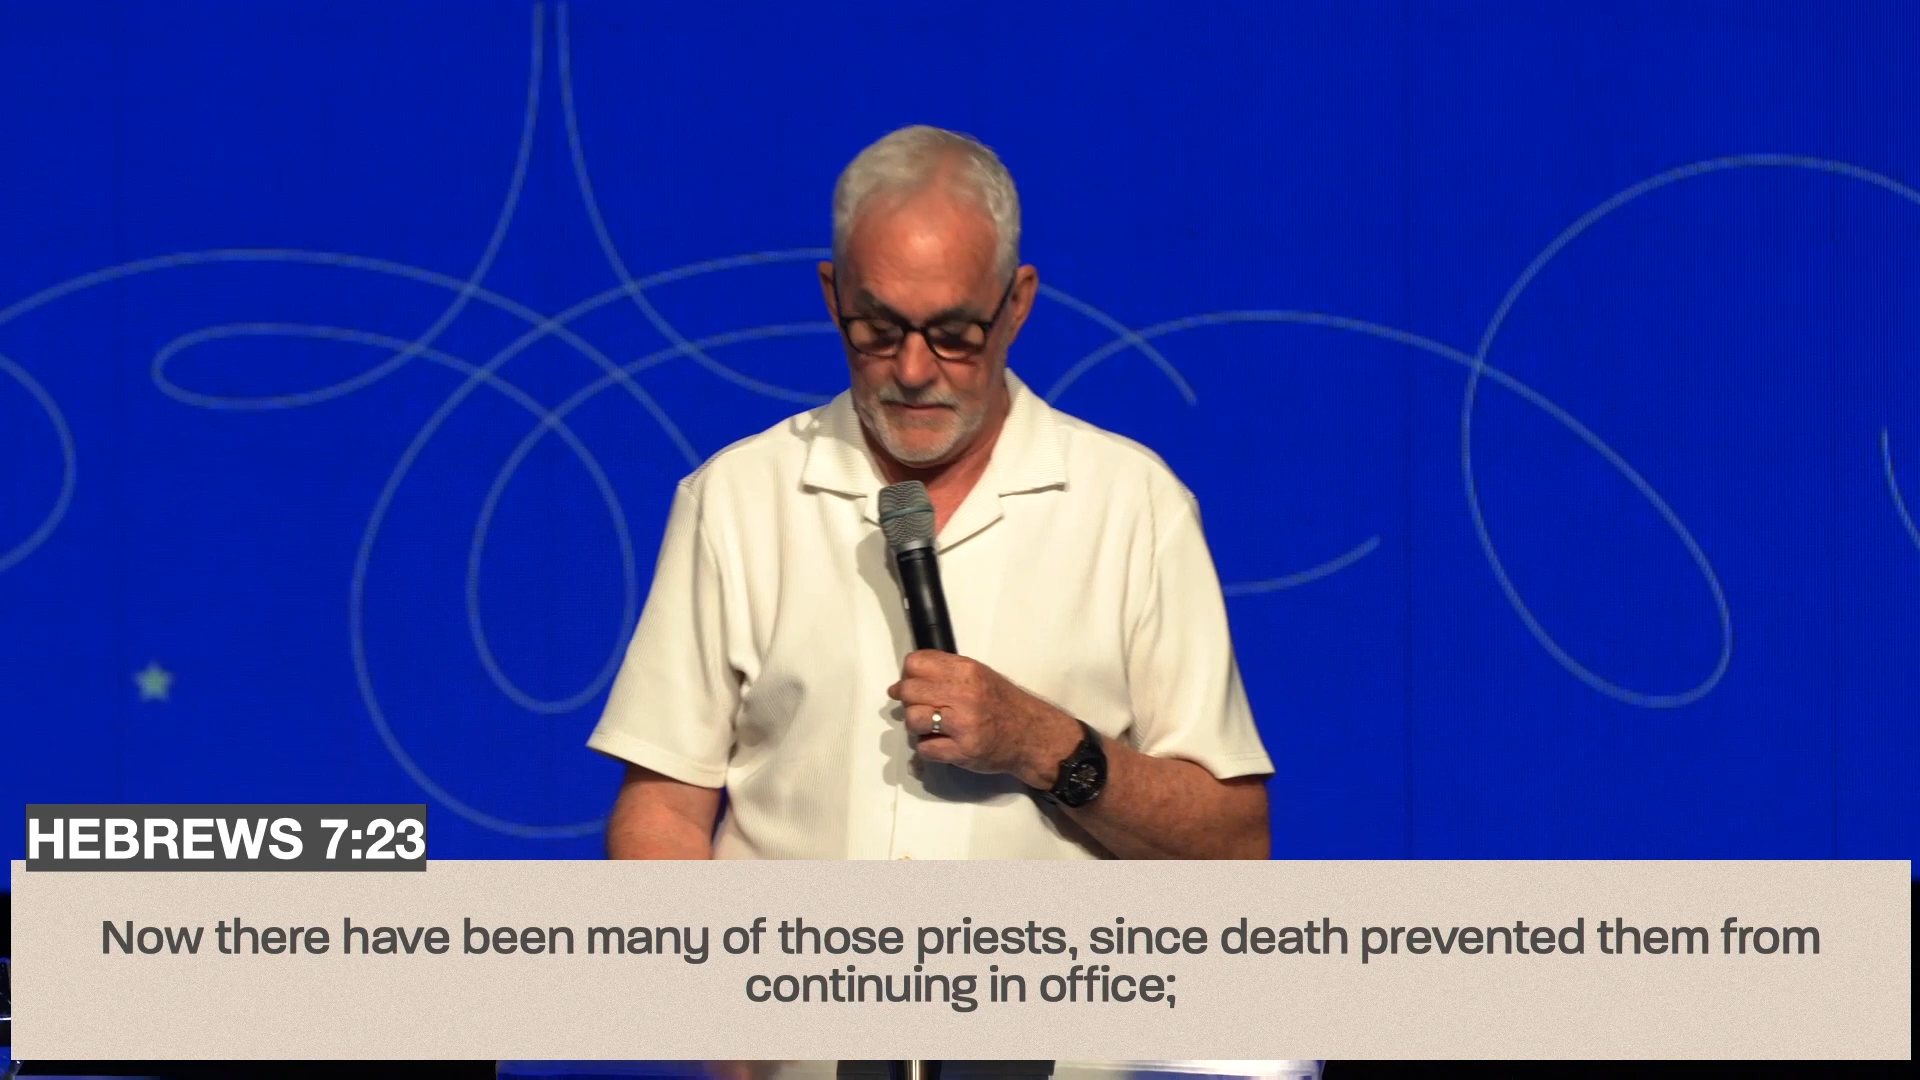 HEBREWS 7:23
Now there have been many of those priests, since death prevented them from
continuing in office;